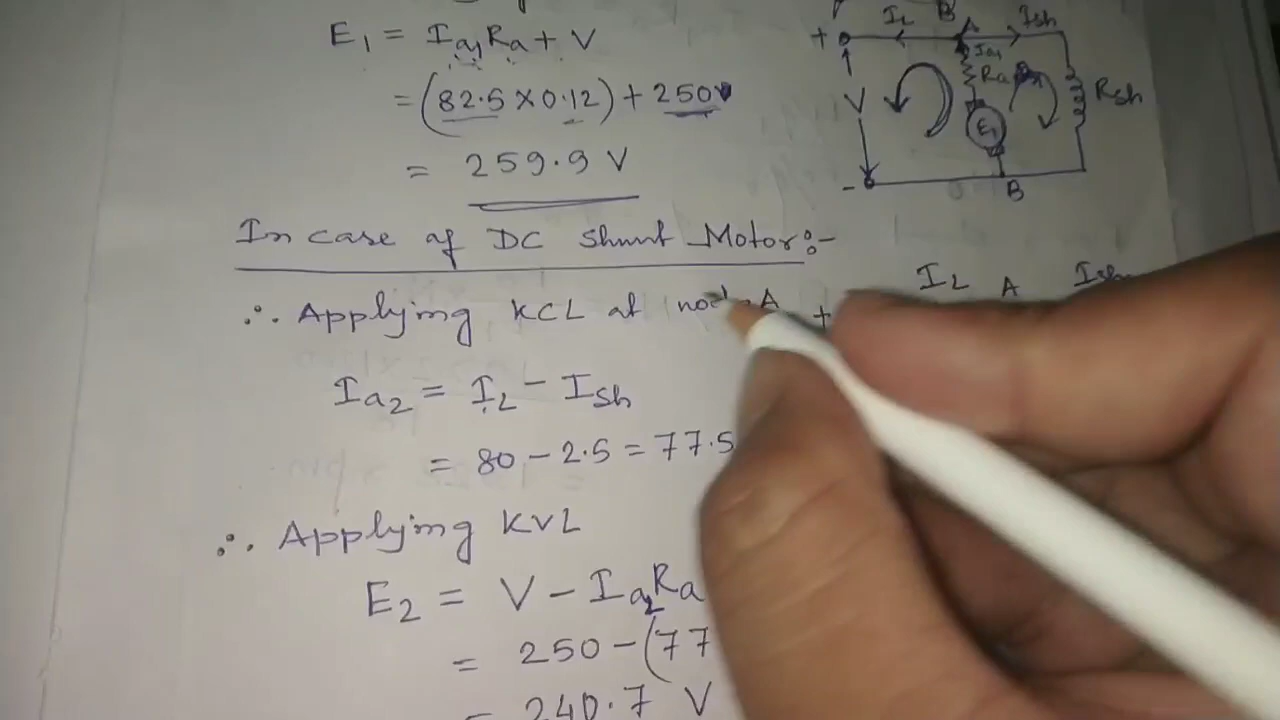 E1 = Ia1Ra + V
= (82.5 × 0.12) + 250V
= 259.9 V
In case of DC Shunt Motor:-
∴ Applying KCL at node A
Ia2 = IL - Ish
= 80 - 2.5 = 77.5
∴ Applying KVL
E2 = V - Ia2Ra
= 250 - (77
= 240.7 V
IL B A Ish
+
Ia1
Ra
Rsh
V
E1
-
B
IL A Ish
+